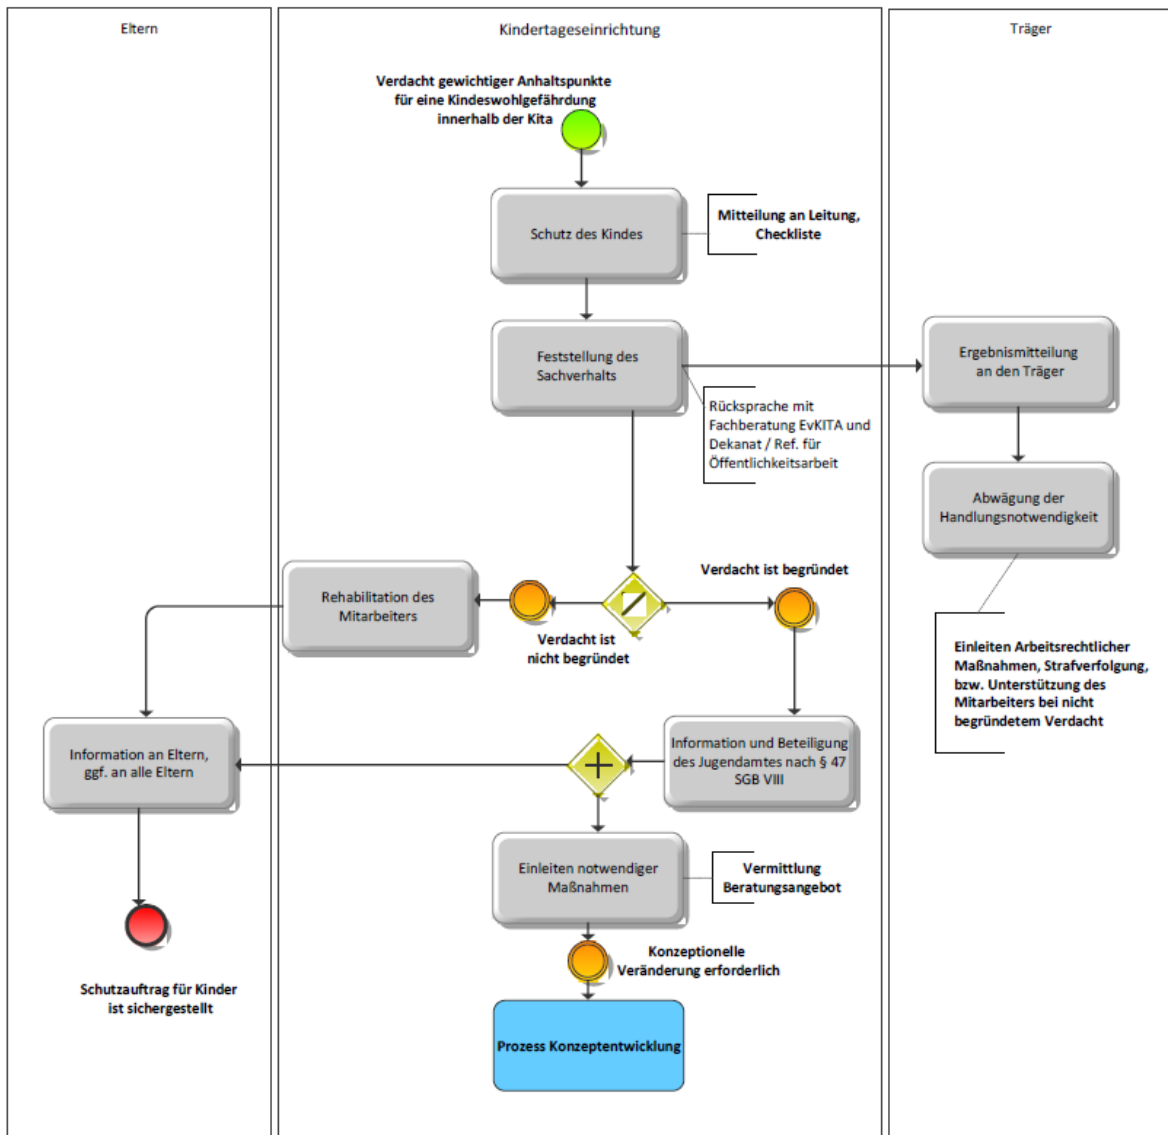 Eltern
Kindertageseinrichtung
Träger
Verdacht gewichtiger Anhaltspunkte
für eine Kindeswohlgefährdung
innerhalb der Kita
Schutz des Kindes
Mitteilung an Leitung,
Checkliste
Feststellung des
Sachverhalts
Ergebnismitteilung
an den Träger
Rücksprache mit
Fachberatung EvKITA und
Dekanat / Ref. für
Öffentlichkeitsarbeit
Abwägung der
Handlungsnotwendigkeit
Verdacht ist begründet
Rehabilitation des
Mitarbeiters
Verdacht ist
nicht begründet
Einleiten Arbeitsrechtlicher
Maßnahmen, Strafverfolgung,
bzw. Unterstützung des
Mitarbeiters bei nicht
begründetem Verdacht
Information an Eltern,
ggf. an alle Eltern
Information und Beteiligung
des Jugendamtes nach § 47
SGB VIII
Einleiten notwendiger
Maßnahmen
Vermittlung
Beratungsangebot
Konzeptionelle
Veränderung erforderlich
Schutzauftrag für Kinder
ist sichergestellt
Prozess Konzeptentwicklung